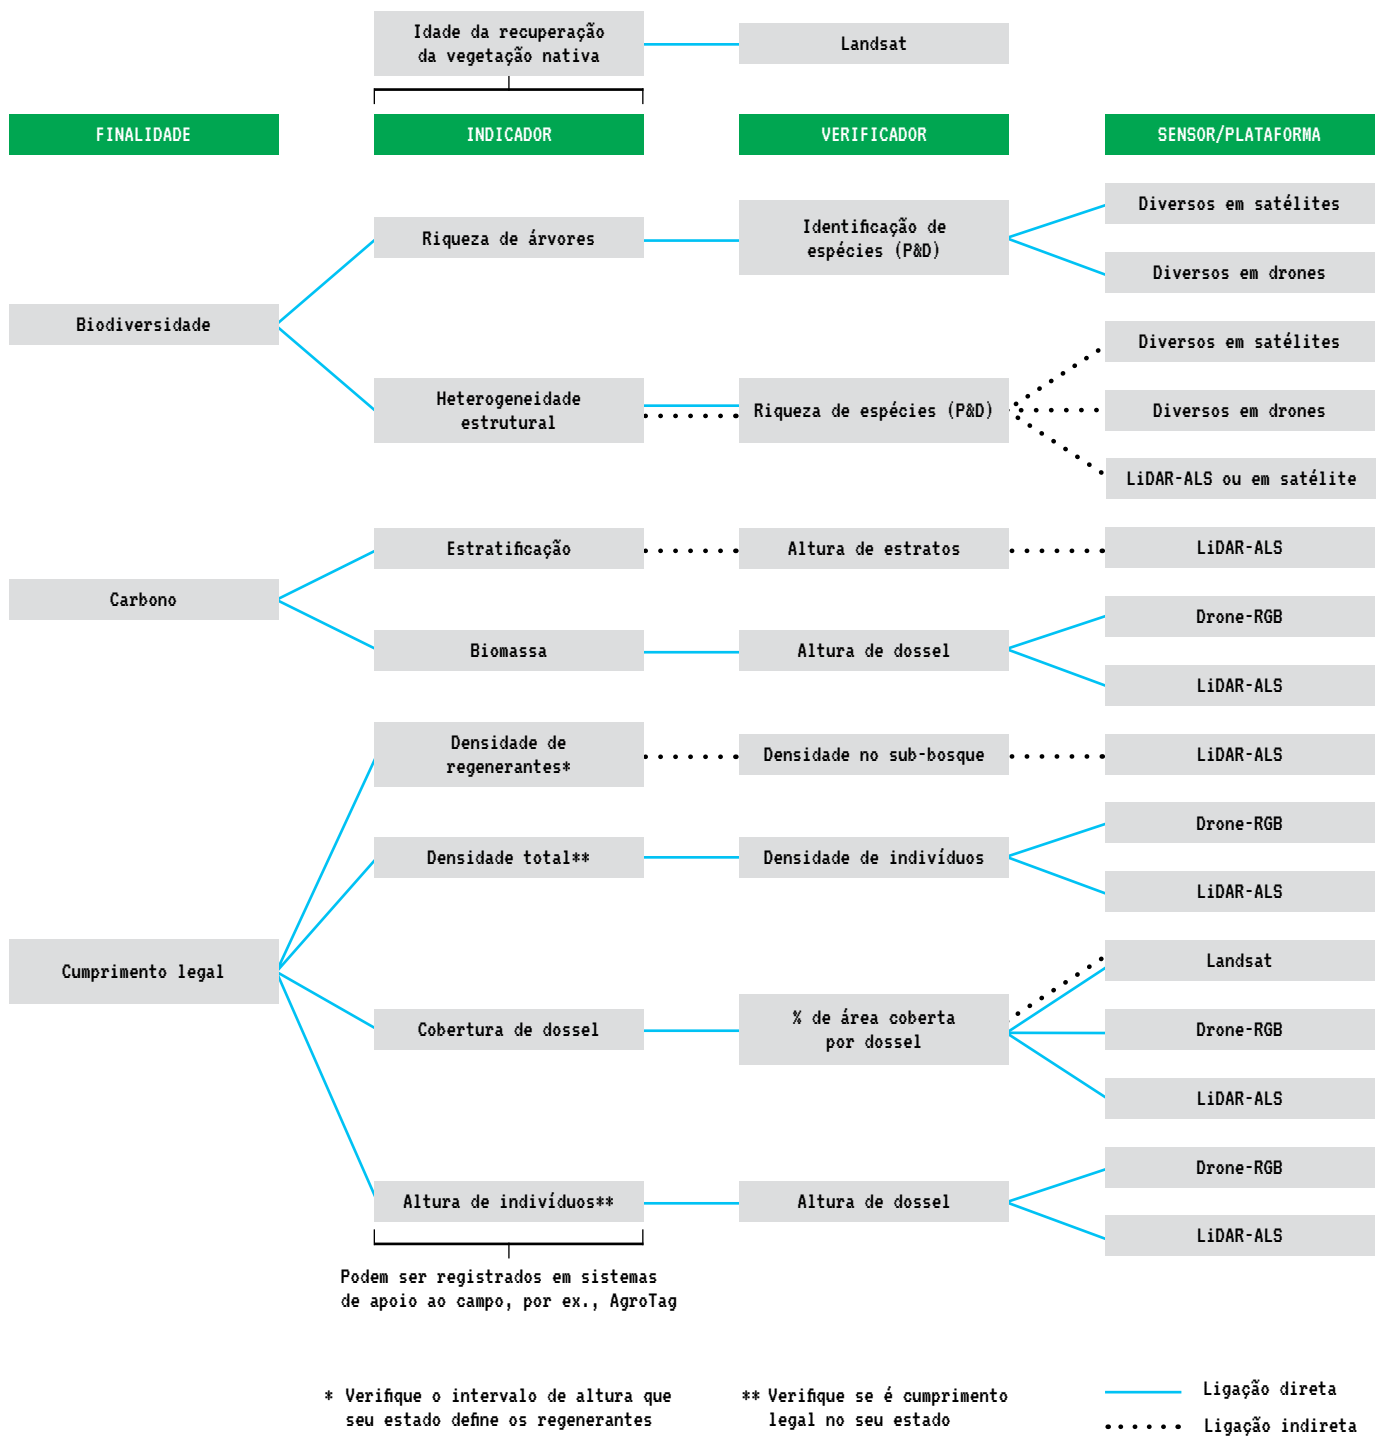 Idade da recuperação
da vegetação nativa
Landsat
FINALIDADE
INDICADOR
VERIFICADOR
SENSOR/PLATAFORMA
Biodiversidade
Riqueza de árvores
Identificação de
espécies (P&D)
Diversos em satélites
Diversos em drones
Heterogeneidade
estrutural
Riqueza de espécies (P&D)
Diversos em satélites
Diversos em drones
LiDAR-ALS ou em satélite
Carbono
Estratificação
Altura de estratos
LiDAR-ALS
Biomassa
Altura de dossel
Drone-RGB
LiDAR-ALS
Cumprimento legal
Densidade de
regenerantes*
Densidade no sub-bosque
LiDAR-ALS
Densidade total**
Densidade de indivíduos
Drone-RGB
LiDAR-ALS
Cobertura de dossel
% de área coberta
por dossel
Landsat
Drone-RGB
LiDAR-ALS
Altura de indivíduos**
Altura de dossel
Drone-RGB
LiDAR-ALS
Podem ser registrados em sistemas
de apoio ao campo, por ex., AgroTag
* Verifique o intervalo de altura que
seu estado define os regenerantes
** Verifique se é cumprimento
legal no seu estado
Ligação direta
Ligação indireta